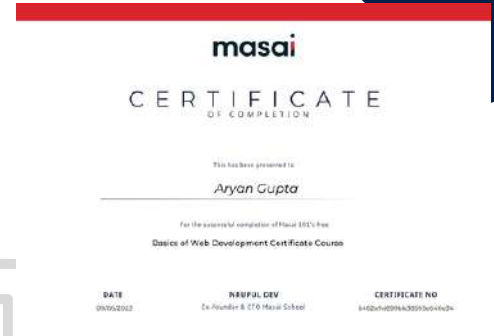 masai
CERTIFICATE
OF COMPLETION
This has been presented to
Aryan Gupta
For the successful completion of Masai 101's free
Basics of Web Development Certificate Course
DATE
NRUPUL DEV
CERTIFICATE NO
Co-Founder & CTO Masai School